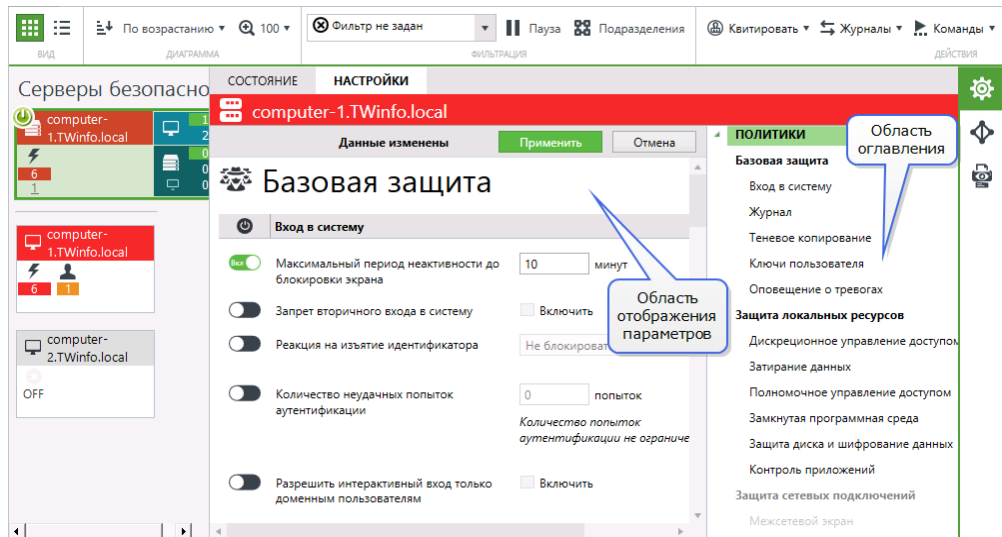 По возрастанию
100
Фильтр не задан
Пауза
Подразделения
Квитировать
Журналы
Команды
ВИД
ДИАГРАММА
ФИЛЬТРАЦИЯ
ДЕЙСТВИЯ
Серверы безопасно
computer-
1.TWinfo.local
6
1
1
2
0
0
0
computer-
1.TWinfo.local
6
1
computer-
2.TWinfo.local
OFF
СОСТОЯНИЕ
НАСТРОЙКИ
computer-1.TWinfo.local
Данные изменены
Применить
Отмена
Базовая защита
Вход в систему
Вкл
Максимальный период неактивности до
блокировки экрана
10
минут
Запрет вторичного входа в систему
Включить
Реакция на изъятие идентификатора
Не блокироват
Количество неудачных попыток
аутентификации
0
попыток
Количество попыток
аутентификации не ограниче
Разрешить интерактивный вход только
доменным пользователям
Включить
Область
отображения
параметров
ПОЛИТИКИ
Базовая защита
Вход в систему
Журнал
Теневое копирование
Ключи пользователя
Оповещение о тревогах
Защита локальных ресурсов
Дискреционное управление доступом
Затирание данных
Полномочное управление доступом
Замкнутая программная среда
Защита диска и шифрование данных
Контроль приложений
Защита сетевых подключений
Межсетевой экран
Область
оглавления